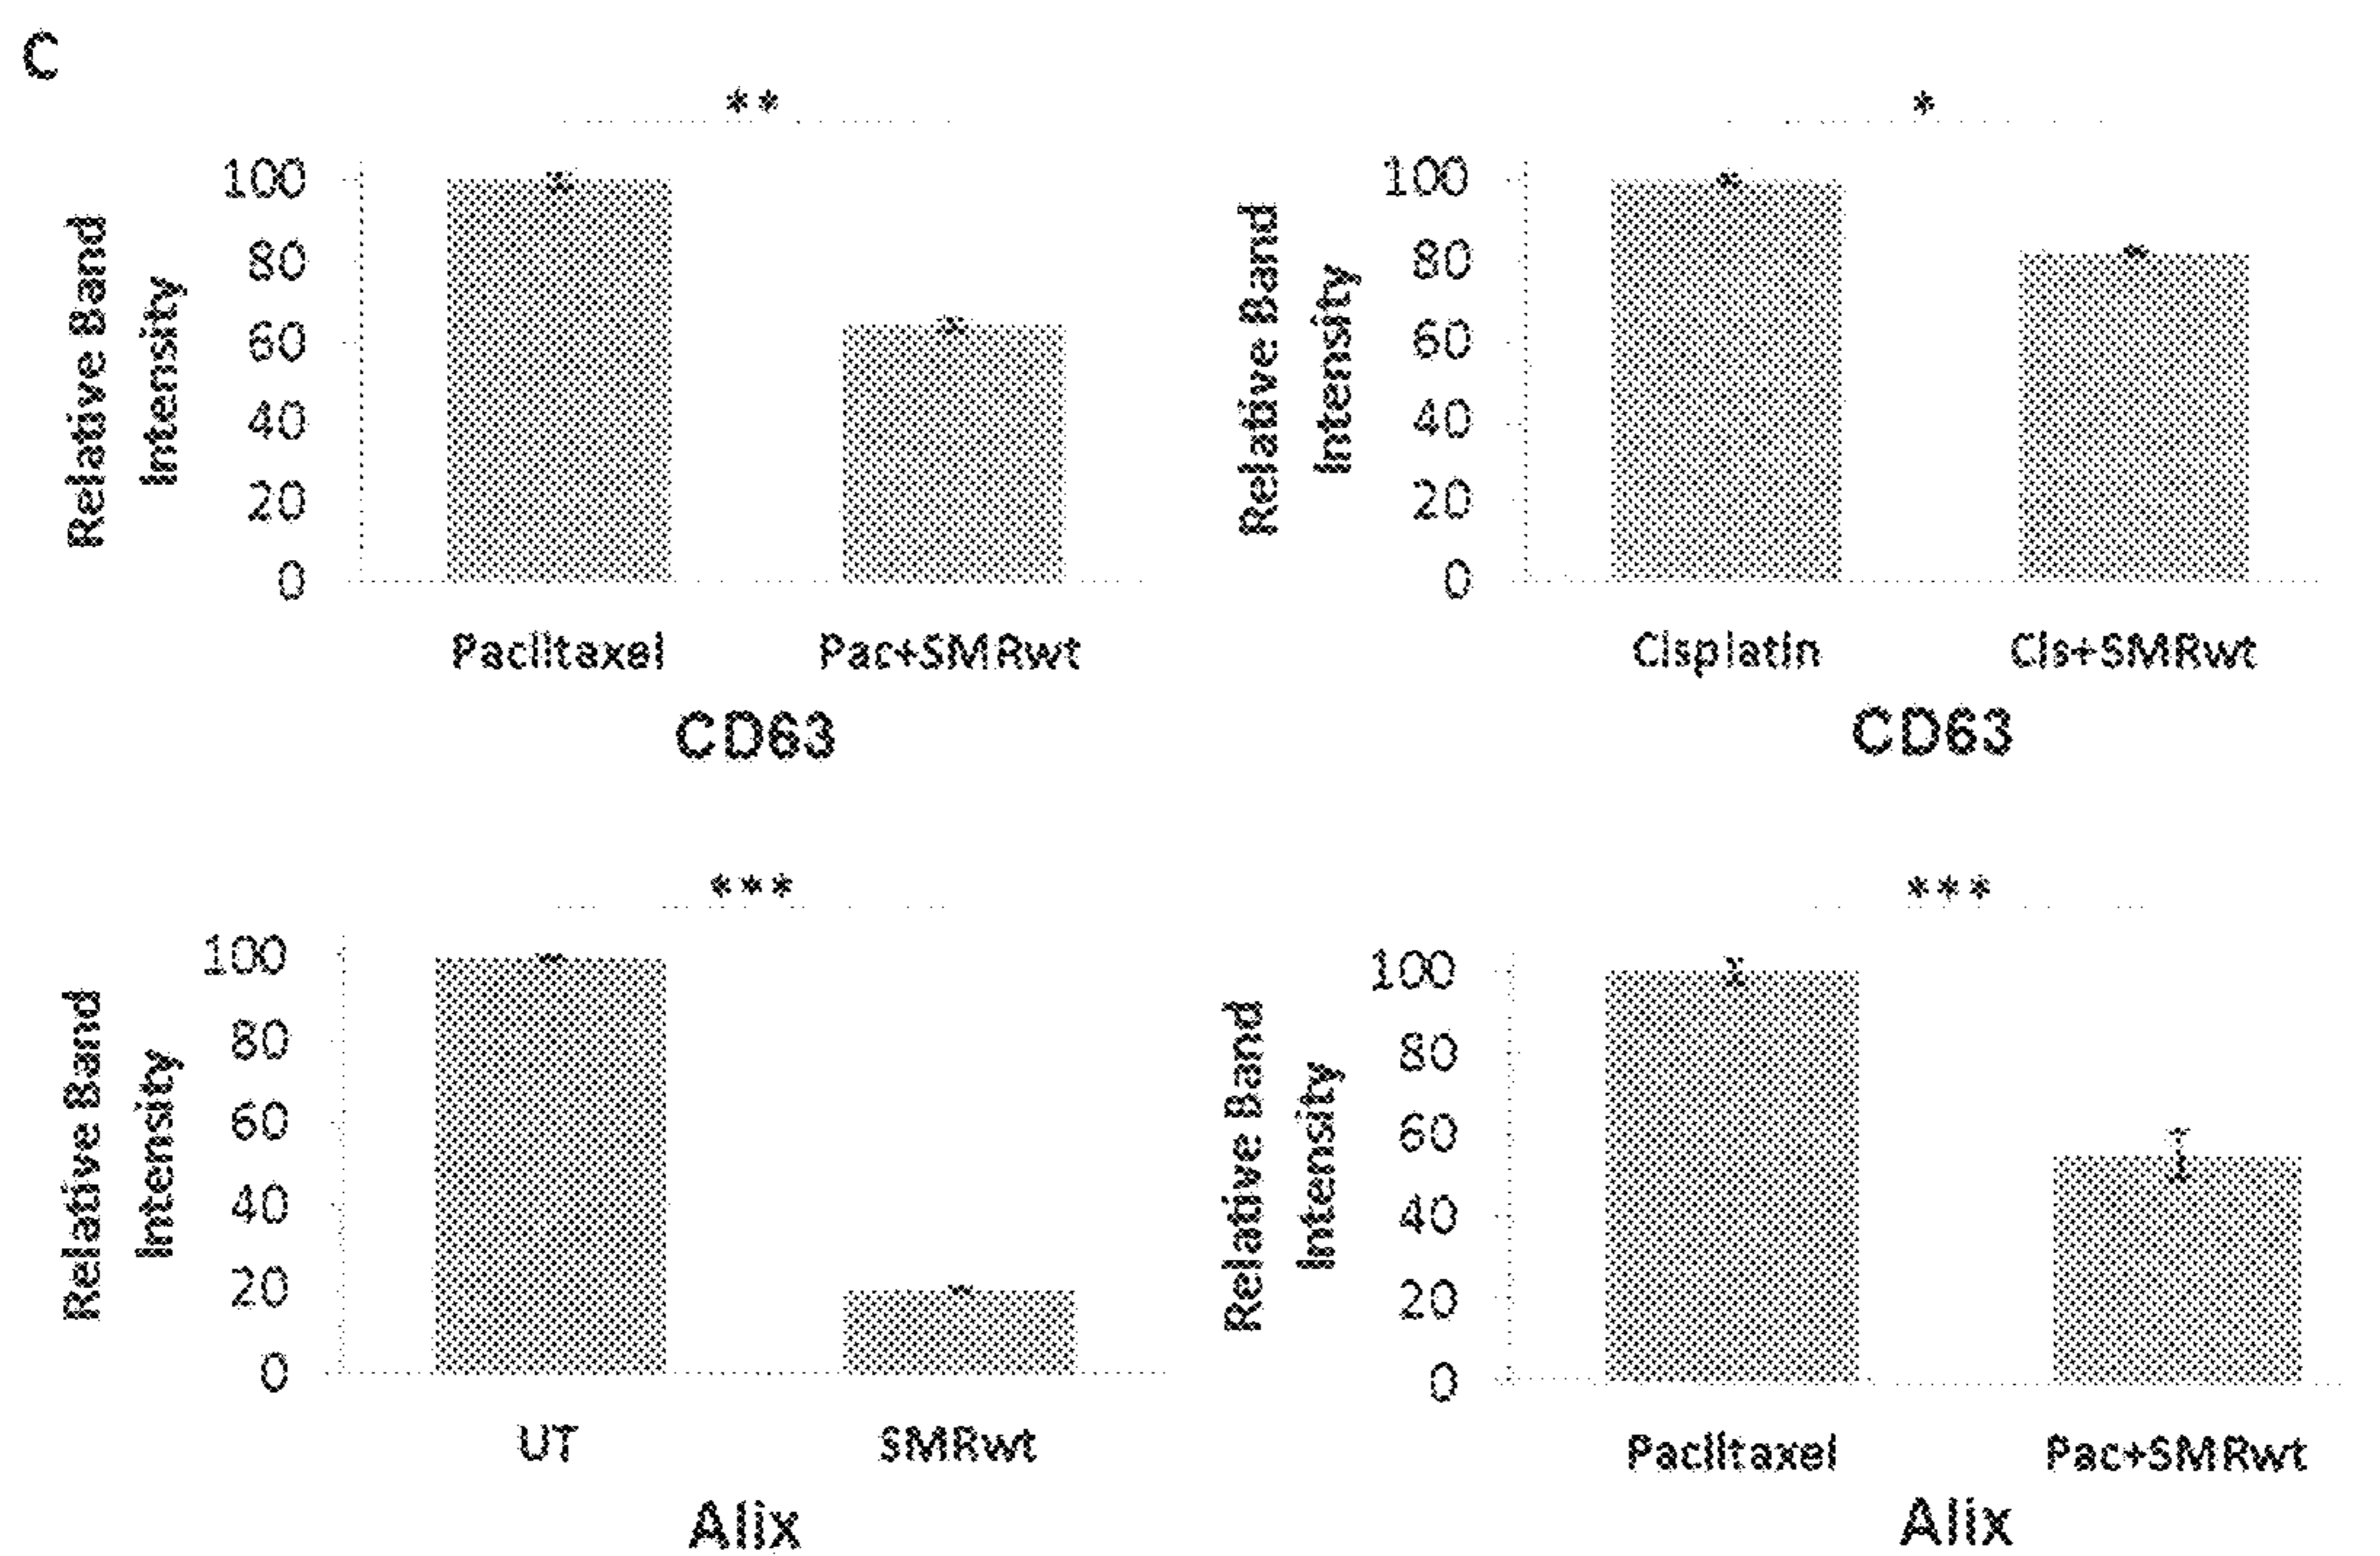 C
**
*
100
80
60
40
20
0
Relative Band
Intensity
Paclitaxel
Pac+SMRwt
CD63
100
80
60
40
20
0
Relative Band
Intensity
Cisplatin
Cis+SMRwt
CD63
***
100
80
60
40
20
0
Relative Band
Intensity
UT
SMRwt
Alix
***
100
80
60
40
20
0
Relative Band
Intensity
Paclitaxel
Pac+SMRwt
Alix